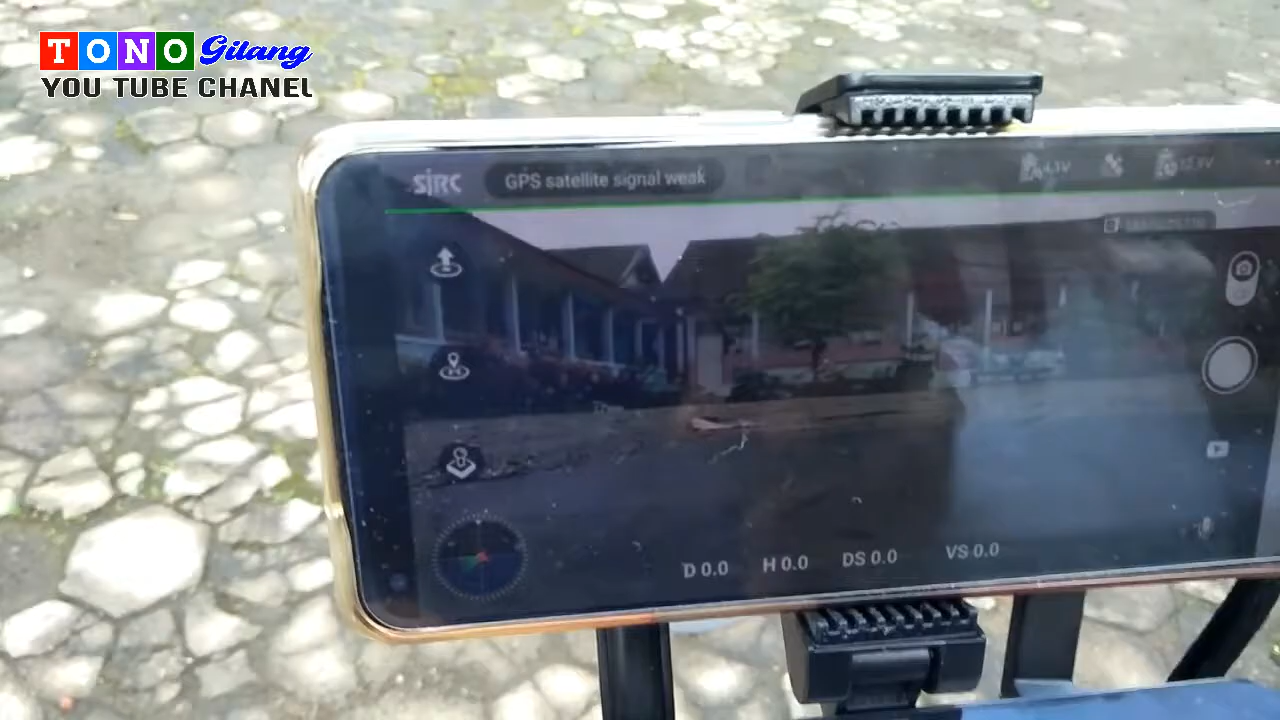 TONO Gilang
YOU TUBE CHANEL
SJRC
GPS satellite signal weak
D 0.0
H 0.0
DS 0.0
VS 0.0